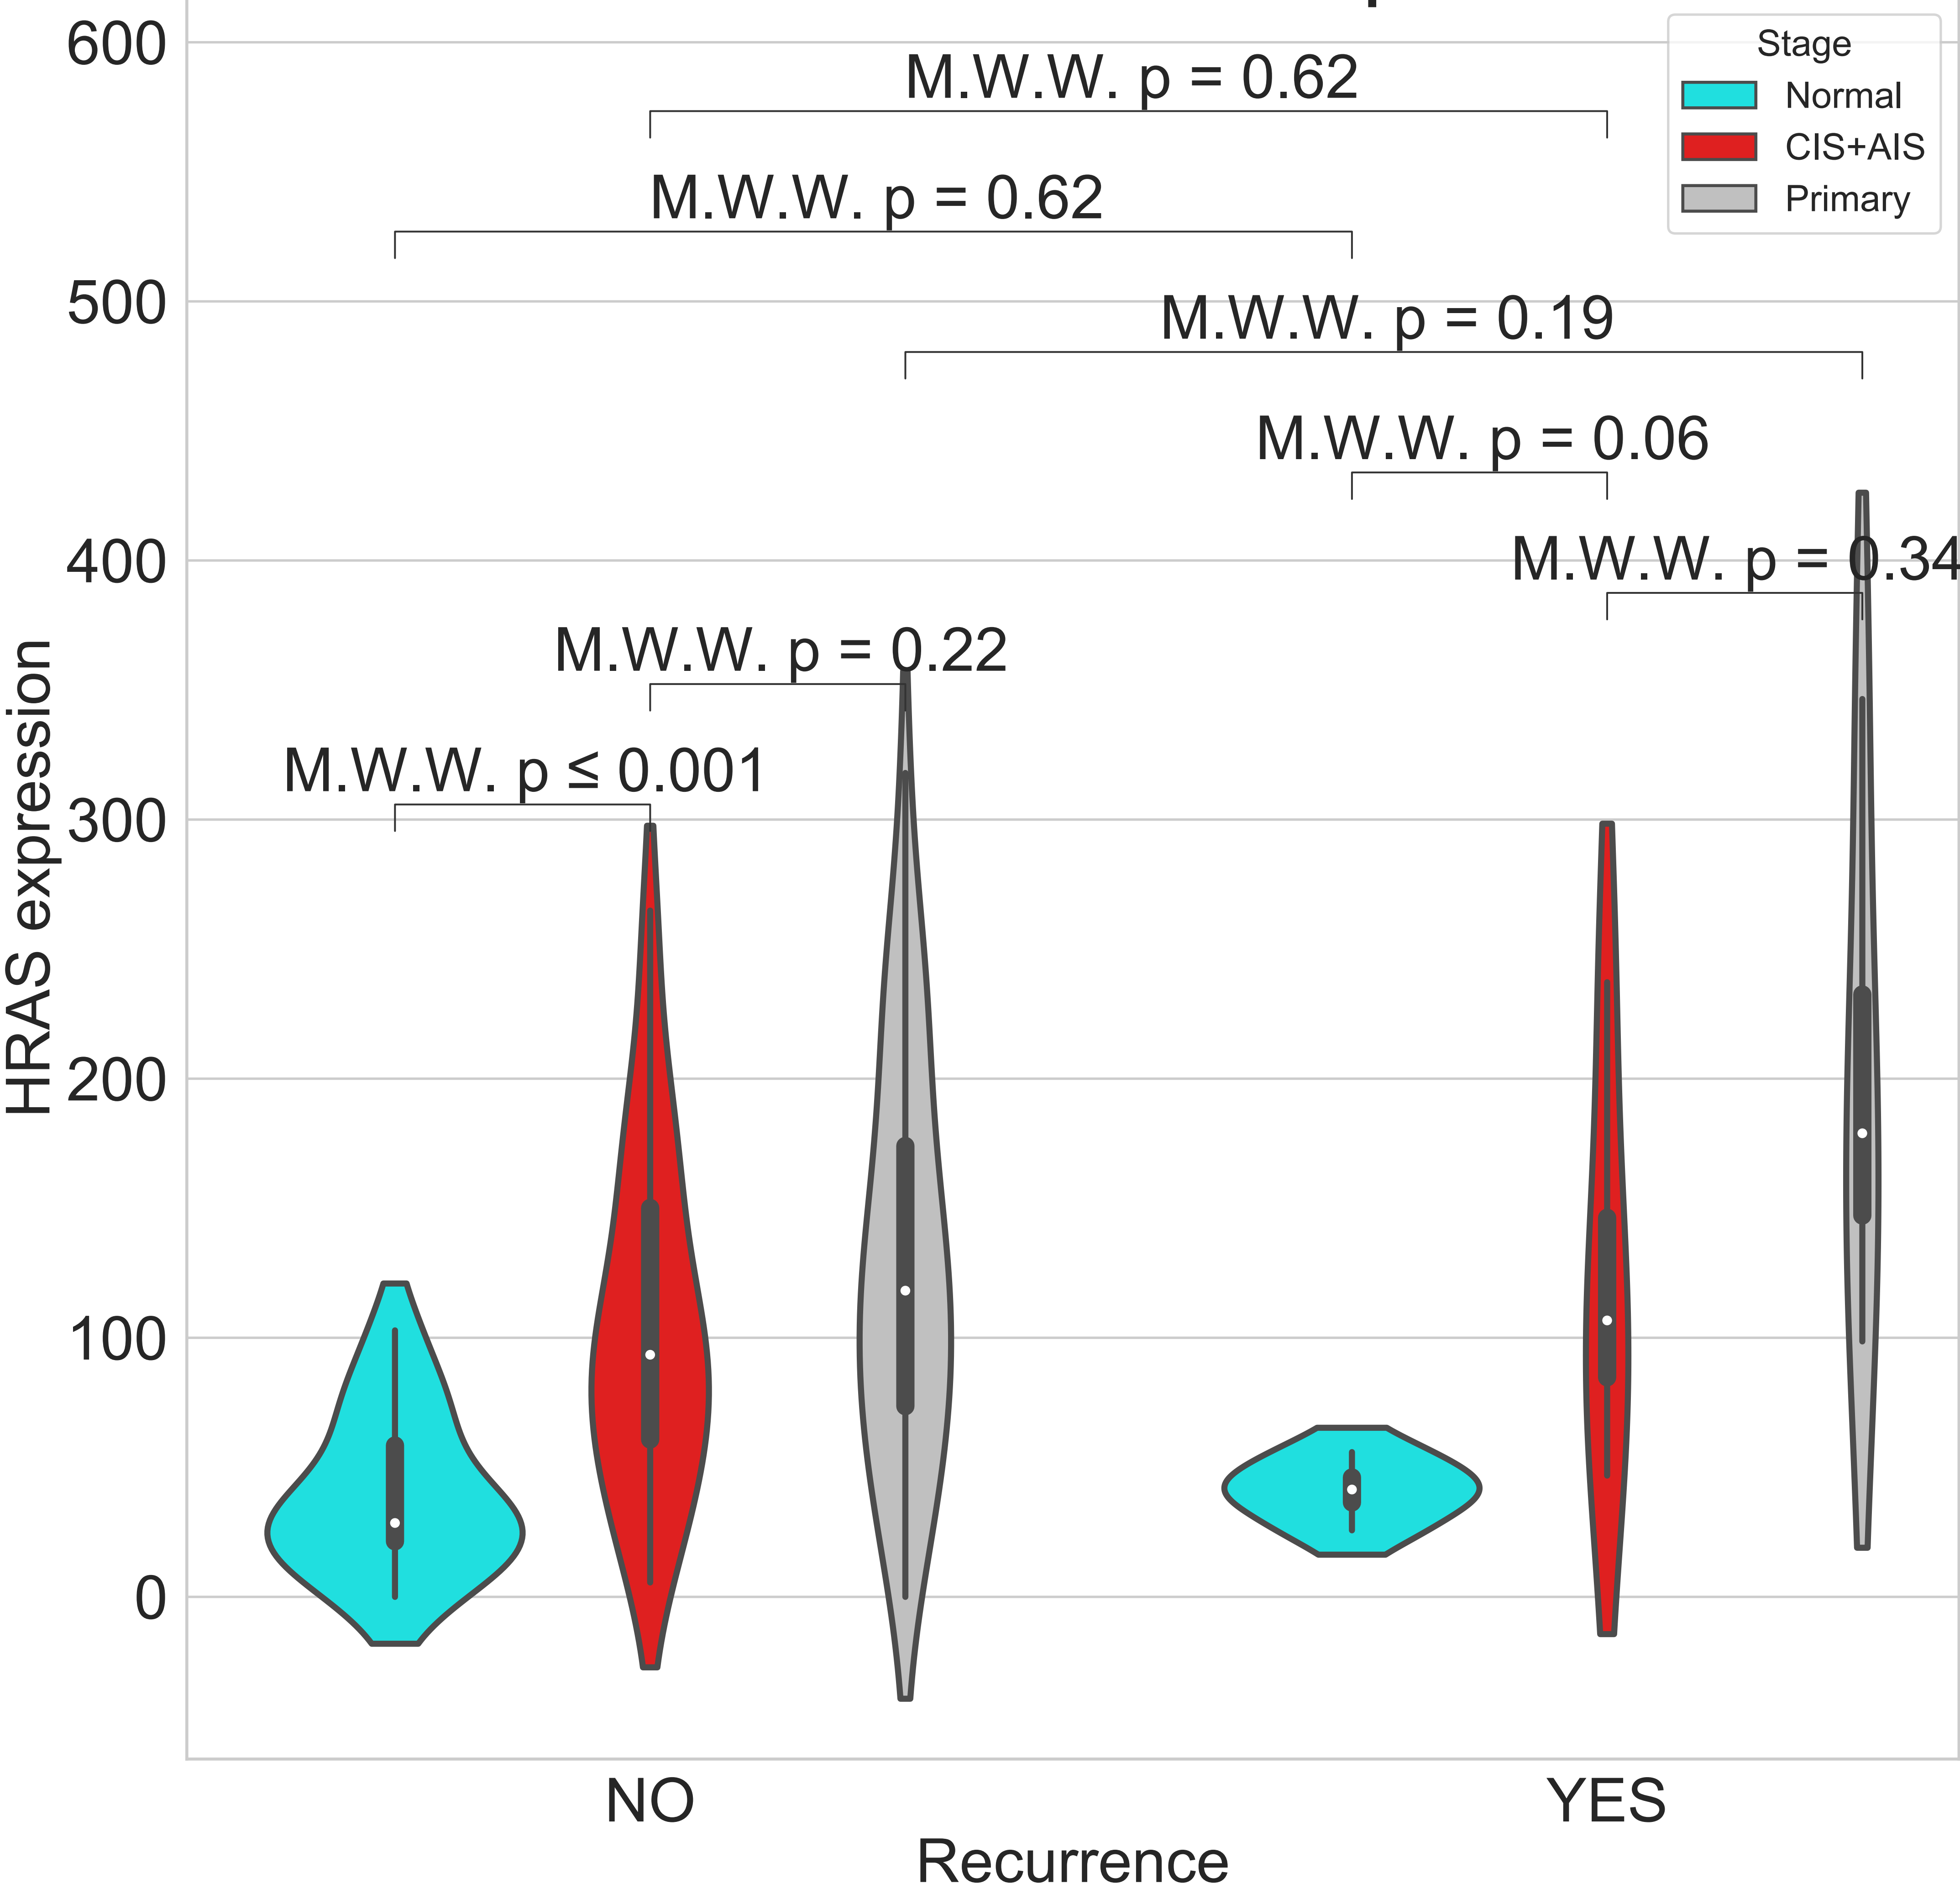 600
500
400
300
200
100
0
HRAS expression
M.W.W. p = 0.62
M.W.W. p = 0.62
M.W.W. p = 0.19
M.W.W. p = 0.06
M.W.W. p = 0.34
M.W.W. p = 0.22
M.W.W. p ≤ 0.001
Stage
Normal
CIS+AIS
Primary
NO
YES
Recurrence